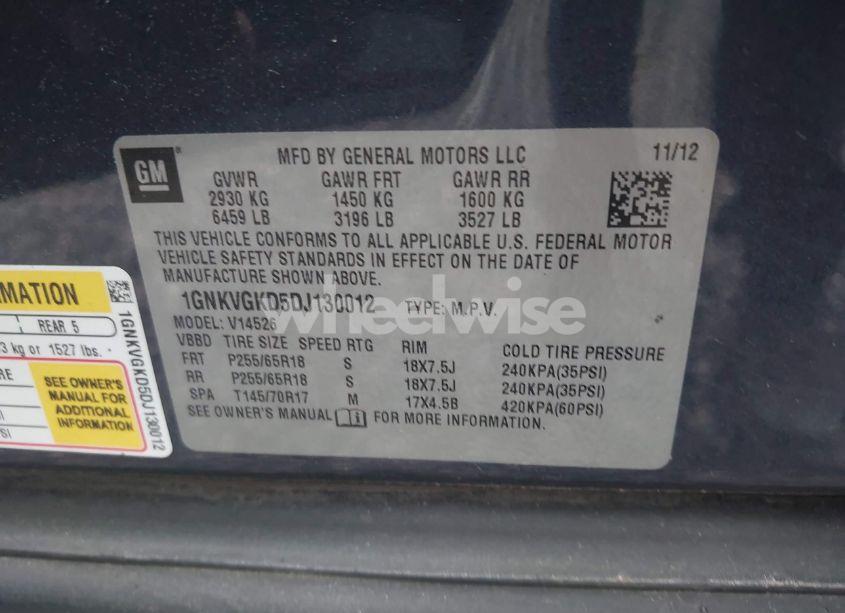 GM
MFD BY GENERAL MOTORS LLC 11/12
GVWR GAWR FRT GAWR RR
2930 KG 1450 KG 1600 KG
6459 LB 3196 LB 3527 LB
THIS VEHICLE CONFORMS TO ALL APPLICABLE U.S. FEDERAL MOTOR
VEHICLE SAFETY STANDARDS IN EFFECT ON THE DATE OF
MANUFACTURE SHOWN ABOVE.
1GNKVGKD5DJ130012 TYPE: M.P.V.
MODEL: V14526
VBBD TIRE SIZE SPEED RTG RIM COLD TIRE PRESSURE
FRT P255/65R18 S 18X7.5J 240KPA(35PSI)
RR P255/65R18 S 18X7.5J 240KPA(35PSI)
SPA T145/70R17 M 17X4.5B 420KPA(60PSI)
SEE OWNER'S MANUAL FOR MORE INFORMATION.
wheelwise
REAR 5
kg or 1527 lbs.
SEE OWNER'S
MANUAL FOR
ADDITIONAL
INFORMATION
1GNKVGKD5DJ130012